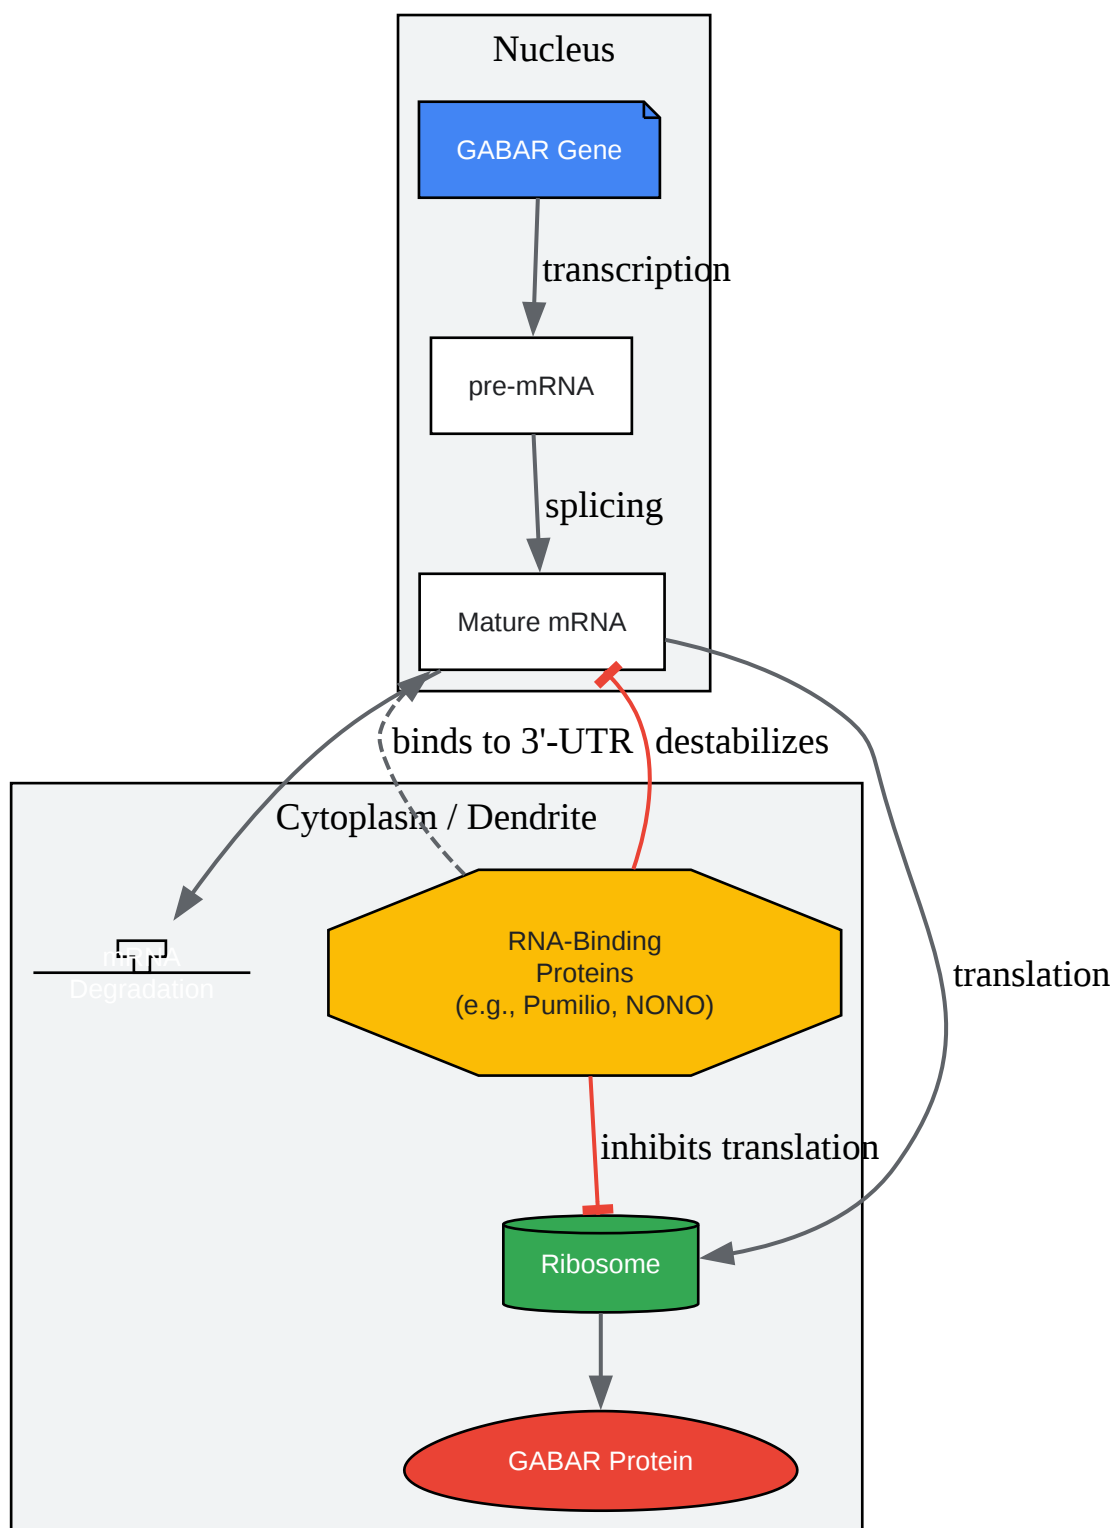 Nucleus
GABAR Gene
transcription
pre-mRNA
splicing
Mature mRNA
binds to 3'-UTR
destabilizes
Cytoplasm / Dendrite
mRNA
Degradation
RNA-Binding
Proteins
(e.g., Pumilio, NONO)
translation
inhibits translation
Ribosome
GABAR Protein